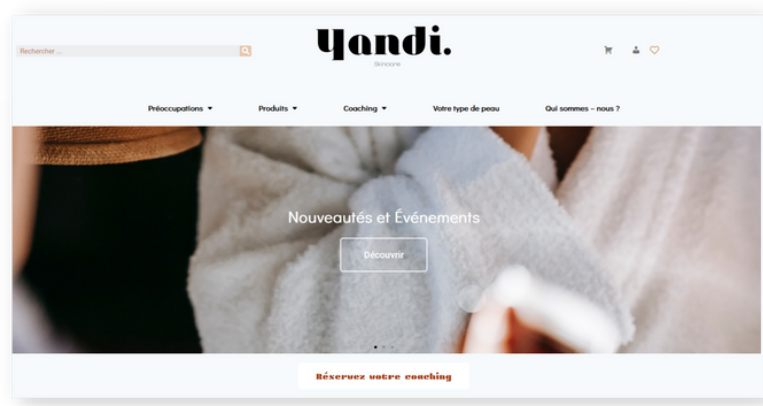 Rechercher ...
Yandi.
Skincare
Préoccupations
Produits
Coaching
Votre type de peau
Qui sommes – nous ?
Nouveautés et Événements
Découvrir
Réservez votre coaching